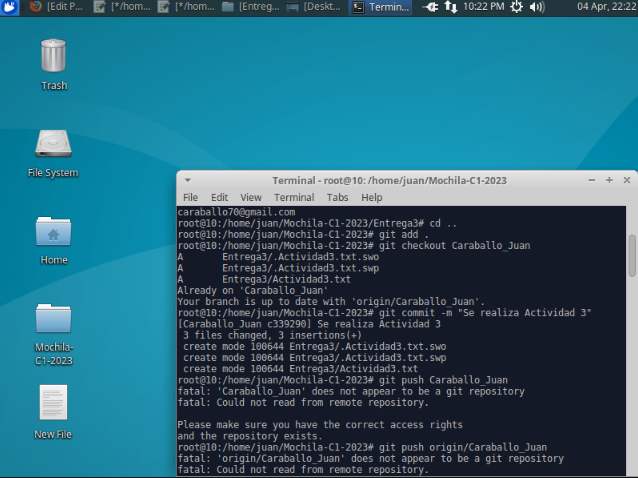 [Edit P...
[*/hom...
[*/hom...
[Entreg...
[Deskt...
Termin...
10:22 PM
04 Apr, 22:22
Trash
File System
Home
Mochila-
C1-2023
New File
Terminal - root@10: /home/juan/Mochila-C1-2023
File Edit View Terminal Tabs Help
caraballo70@gmail.com
root@10:/home/juan/Mochila-C1-2023/Entrega3# cd ..
root@10:/home/juan/Mochila-C1-2023# git add .
root@10:/home/juan/Mochila-C1-2023# git checkout Caraballo_Juan
A       Entrega3/.Actividad3.txt.swo
A       Entrega3/.Actividad3.txt.swp
A       Entrega3/Actividad3.txt
Already on 'Caraballo_Juan'
Your branch is up to date with 'origin/Caraballo_Juan'.
root@10:/home/juan/Mochila-C1-2023# git commit -m "Se realiza Actividad 3"
[Caraballo_Juan c339290] Se realiza Actividad 3
 3 files changed, 3 insertions(+)
 create mode 100644 Entrega3/.Actividad3.txt.swo
 create mode 100644 Entrega3/.Actividad3.txt.swp
 create mode 100644 Entrega3/Actividad3.txt
root@10:/home/juan/Mochila-C1-2023# git push Caraballo_Juan
fatal: 'Caraballo_Juan' does not appear to be a git repository
fatal: Could not read from remote repository.

Please make sure you have the correct access rights
and the repository exists.
root@10:/home/juan/Mochila-C1-2023# git push origin/Caraballo_Juan
fatal: 'origin/Caraballo_Juan' does not appear to be a git repository
fatal: Could not read from remote repository.